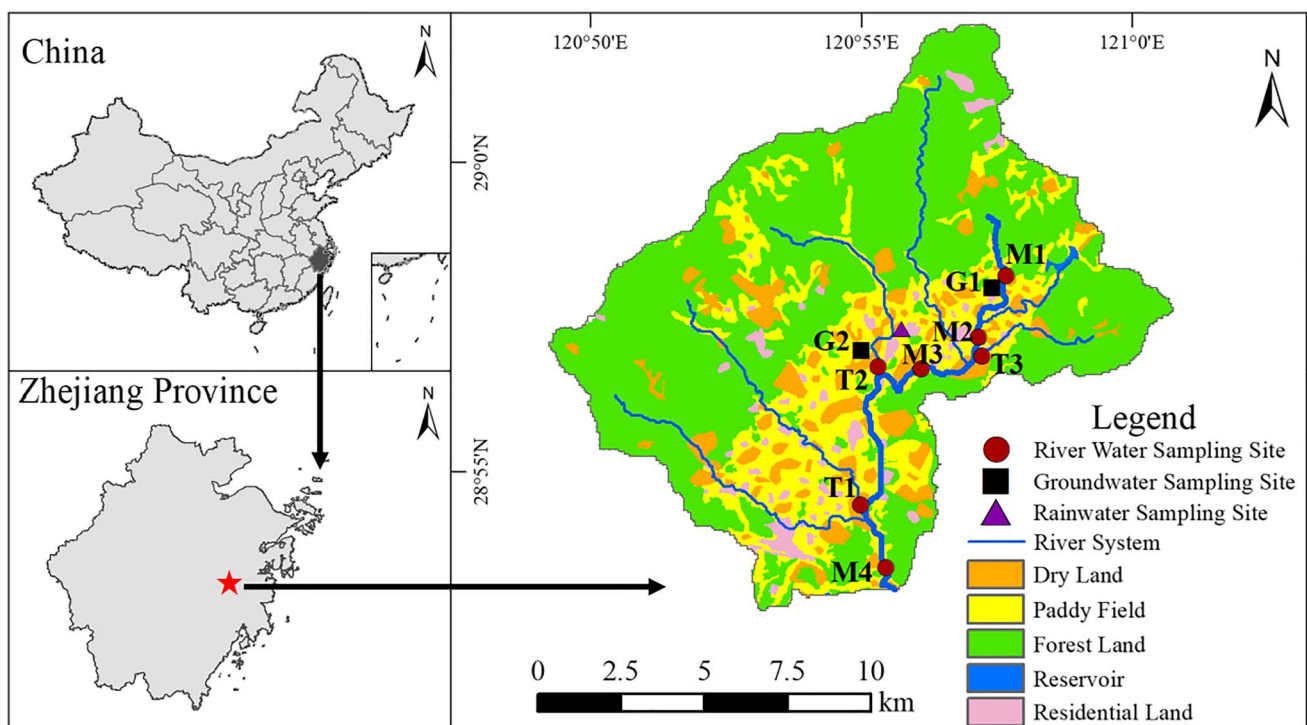 China
N
Zhejiang Province
N
120°50'E
120°55'E
121°0'E
N
29°0'N
28°55'N
M1
G1
M2
G2
M3
T3
T2
T1
M4
Legend
River Water Sampling Site
Groundwater Sampling Site
Rainwater Sampling Site
River System
Dry Land
Paddy Field
Forest Land
Reservoir
Residential Land
0 2.5 5 7.5 10
km